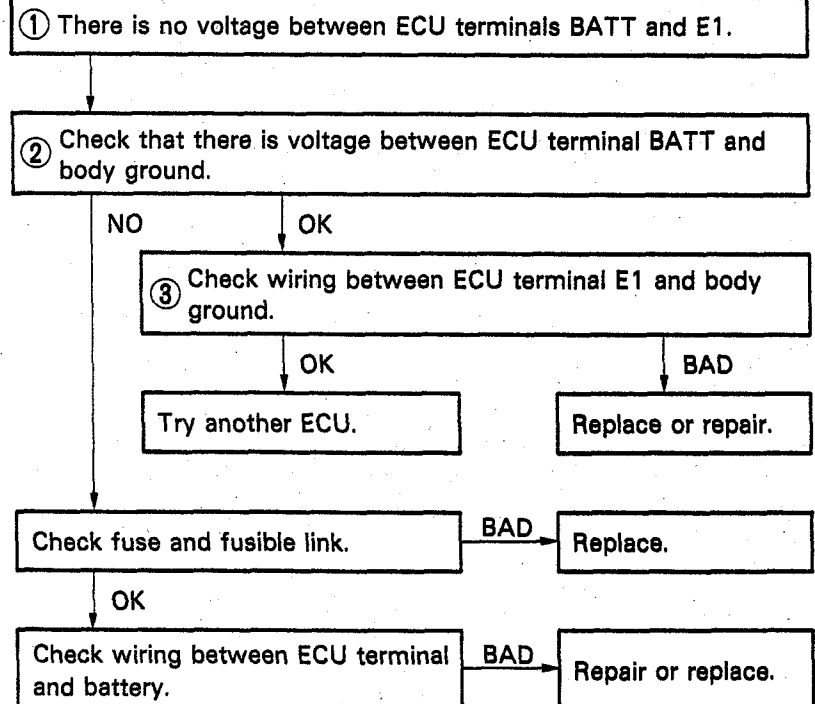 ① There is no voltage between ECU terminals BATT and E1.
② Check that there is voltage between ECU terminal BATT and
body ground.
NO
OK
③ Check wiring between ECU terminal E1 and body
ground.
OK
BAD
Try another ECU.
Replace or repair.
Check fuse and fusible link.
BAD
Replace.
OK
Check wiring between ECU terminal
and battery.
BAD
Repair or replace.